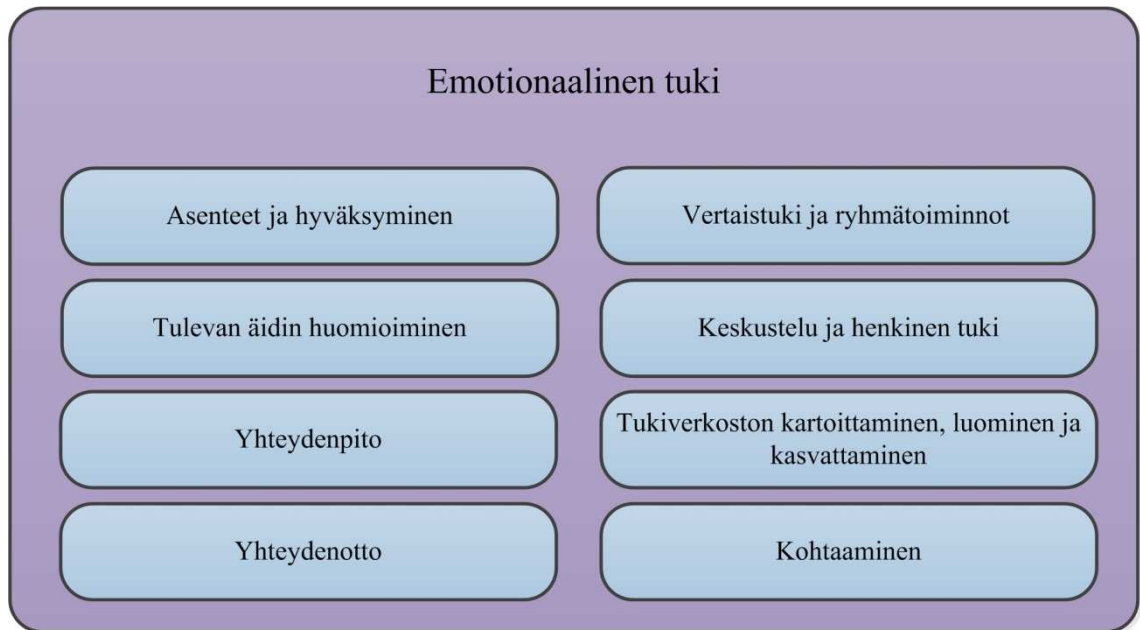 Emotionaalinen tuki
Asenteet ja hyväksyminen
Vertaistuki ja ryhmätoiminnot
Tulevan äidin huomioiminen
Keskustelu ja henkinen tuki
Yhteydenpito
Tukiverkoston kartoittaminen, luominen ja
kasvattaminen
Yhteydenotto
Kohtaaminen